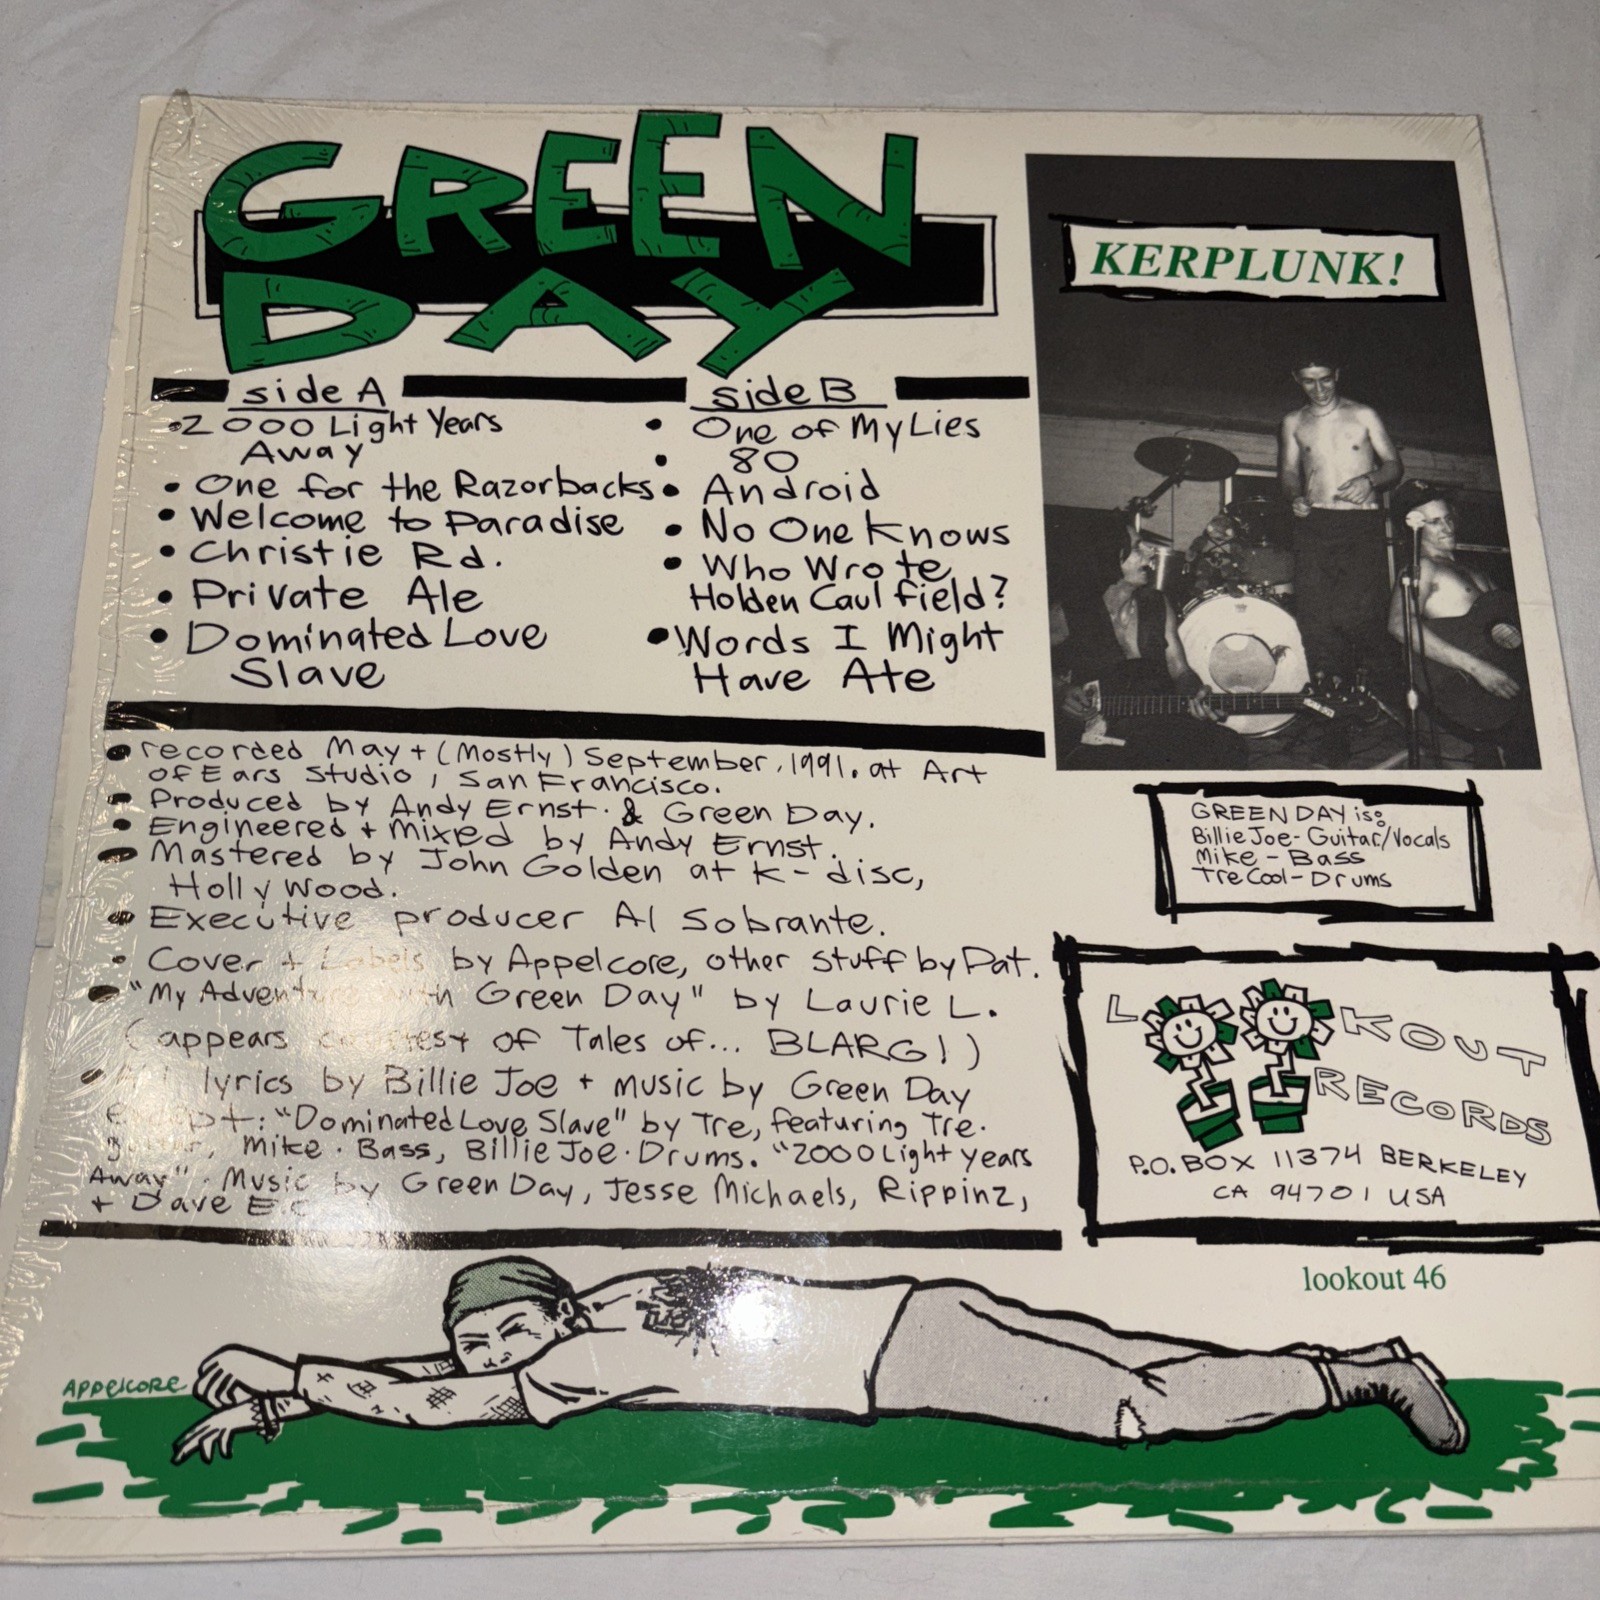 GREEN
DAY
KERPLUNK!
side A
• 2000 Light Years
Away
• One for the Razorbacks
• Welcome to Paradise
• Christie Rd.
• Private Ale
• Dominated Love
Slave
side B
• One of My Lies
• 80
• Android
• No One Knows
• Who Wrote
Holden Caulfield?
• Words I Might
Have Ate
• recorded May + (Mostly) September, 1991. at Art
of Ears Studio, San Francisco.
• Produced by Andy Ernst. & Green Day.
• Engineered + mixed by Andy Ernst.
• Mastered by John Golden at K-disc,
Hollywood.
• Executive producer Al Sobrante.
• Cover + Labels by Appelcore, other stuff by Pat.
• "My Adventure with Green Day" by Laurie L.
(appears courtesy of Tales of... BLARG!)
• lyrics by Billie Joe + music by Green Day
except: "Dominated Love Slave" by Tre, featuring Tre.
Mike. Bass, Billie Joe. Drums. "2000 Light years
Away". Music by Green Day, Jesse Michaels, Rippinz,
+ Dave E.C
GREEN DAY is:
Billie Joe- Guitar/Vocals
Mike - Bass
Tre Cool- Drums
LOOKOUT
RECORDS
P.O. BOX 11374 BERKELEY
CA 94701 USA
lookout 46
APPELCORE